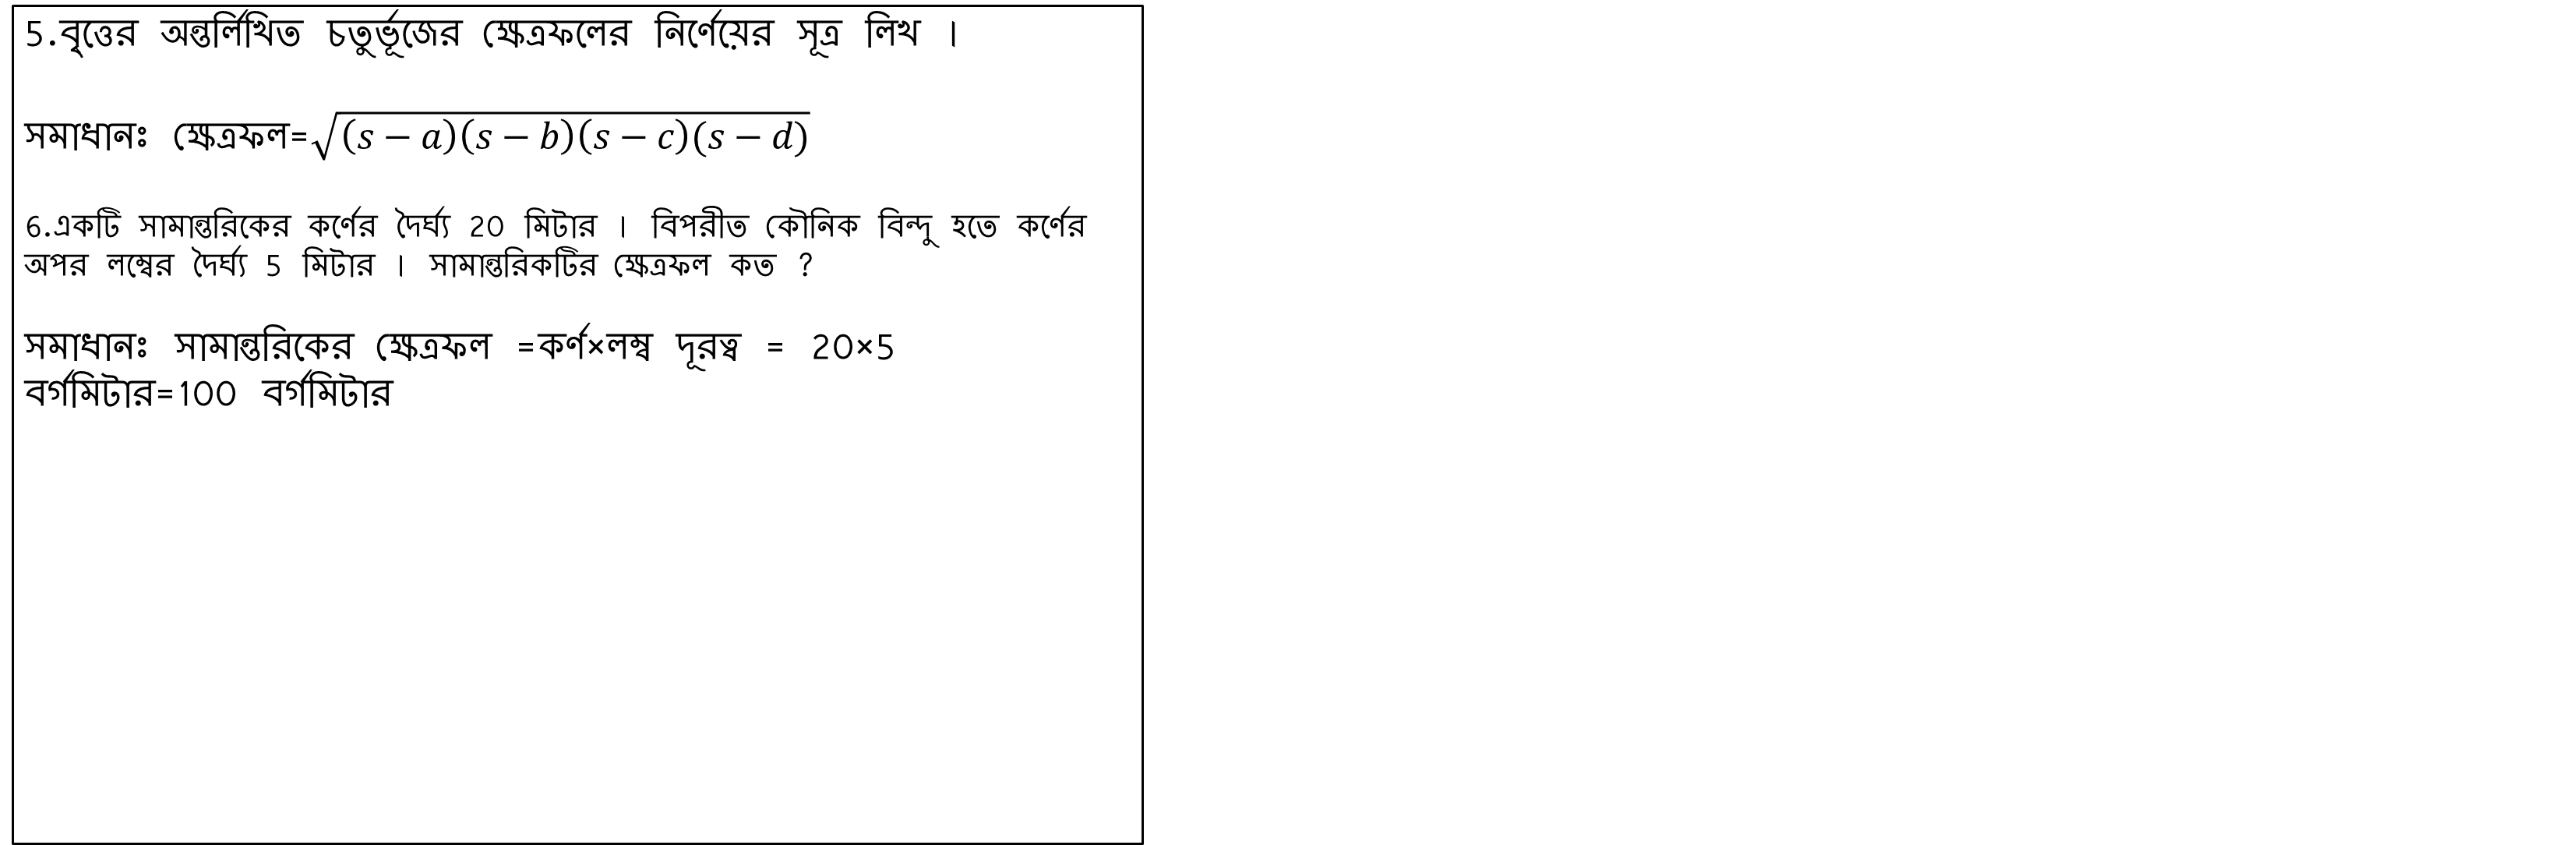 5.বৃত্তের অন্তর্লিখিত চতুর্ভূজের ক্ষেত্রফলের নির্ণেয়ের সূত্র লিখ ।
সমাধানঃ ক্ষেত্রফল=√(s − a)(s − b)(s − c)(s − d)
6.একটি সামান্তরিকের কর্ণের দৈর্ঘ্য 20 মিটার । বিপরীত কৌনিক বিন্দু হতে কর্ণের
অপর লম্বের দৈর্ঘ্য 5 মিটার । সামান্তরিকটির ক্ষেত্রফল কত ?
সমাধানঃ সামান্তরিকের ক্ষেত্রফল =কর্ণ×লম্ব দূরত্ব = 20×5
বর্গমিটার=100 বর্গমিটার